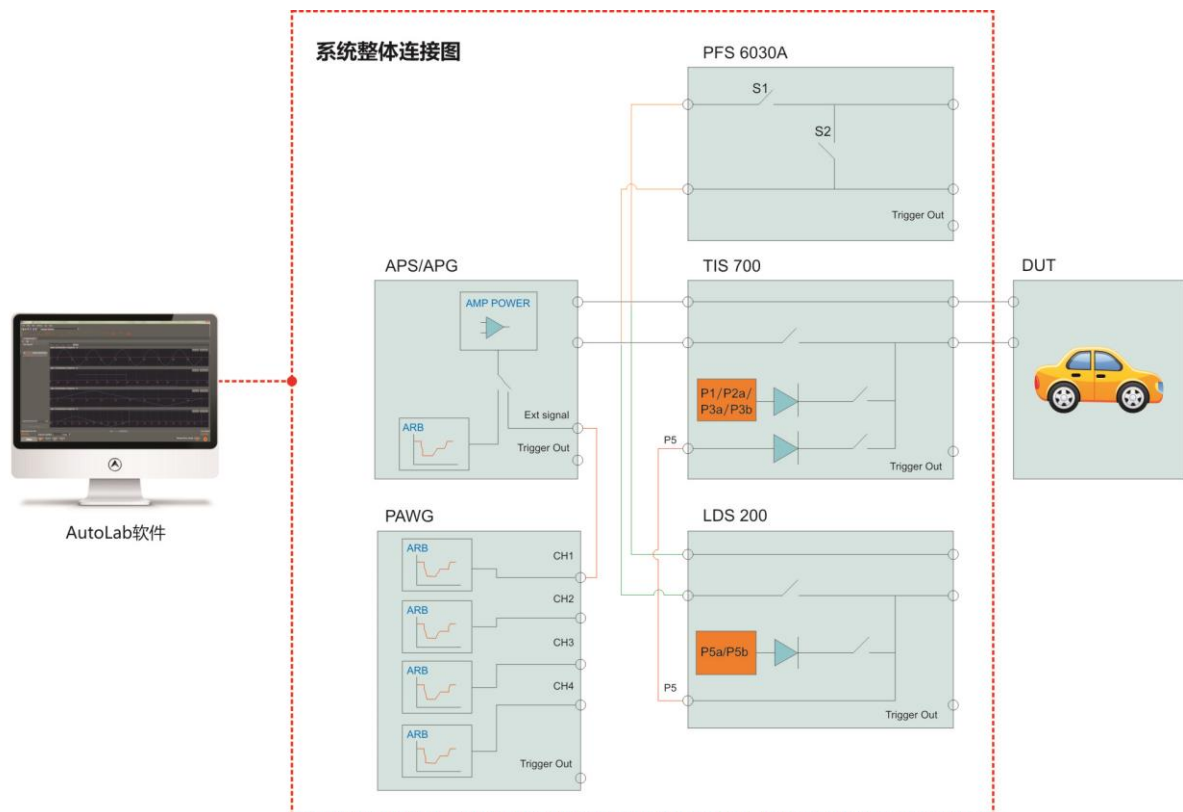 系统整体连接图
PFS 6030A
S1
S2
Trigger Out
APS/APG
AMP POWER
ARB
Ext signal
Trigger Out
TIS 700
P1/P2a/
P3a/P3b
P5
Trigger Out
DUT
AutoLab软件
PAWG
ARB
CH1
ARB
CH2
CH3
ARB
CH4
ARB
Trigger Out
LDS 200
P5a/P5b
P5
Trigger Out